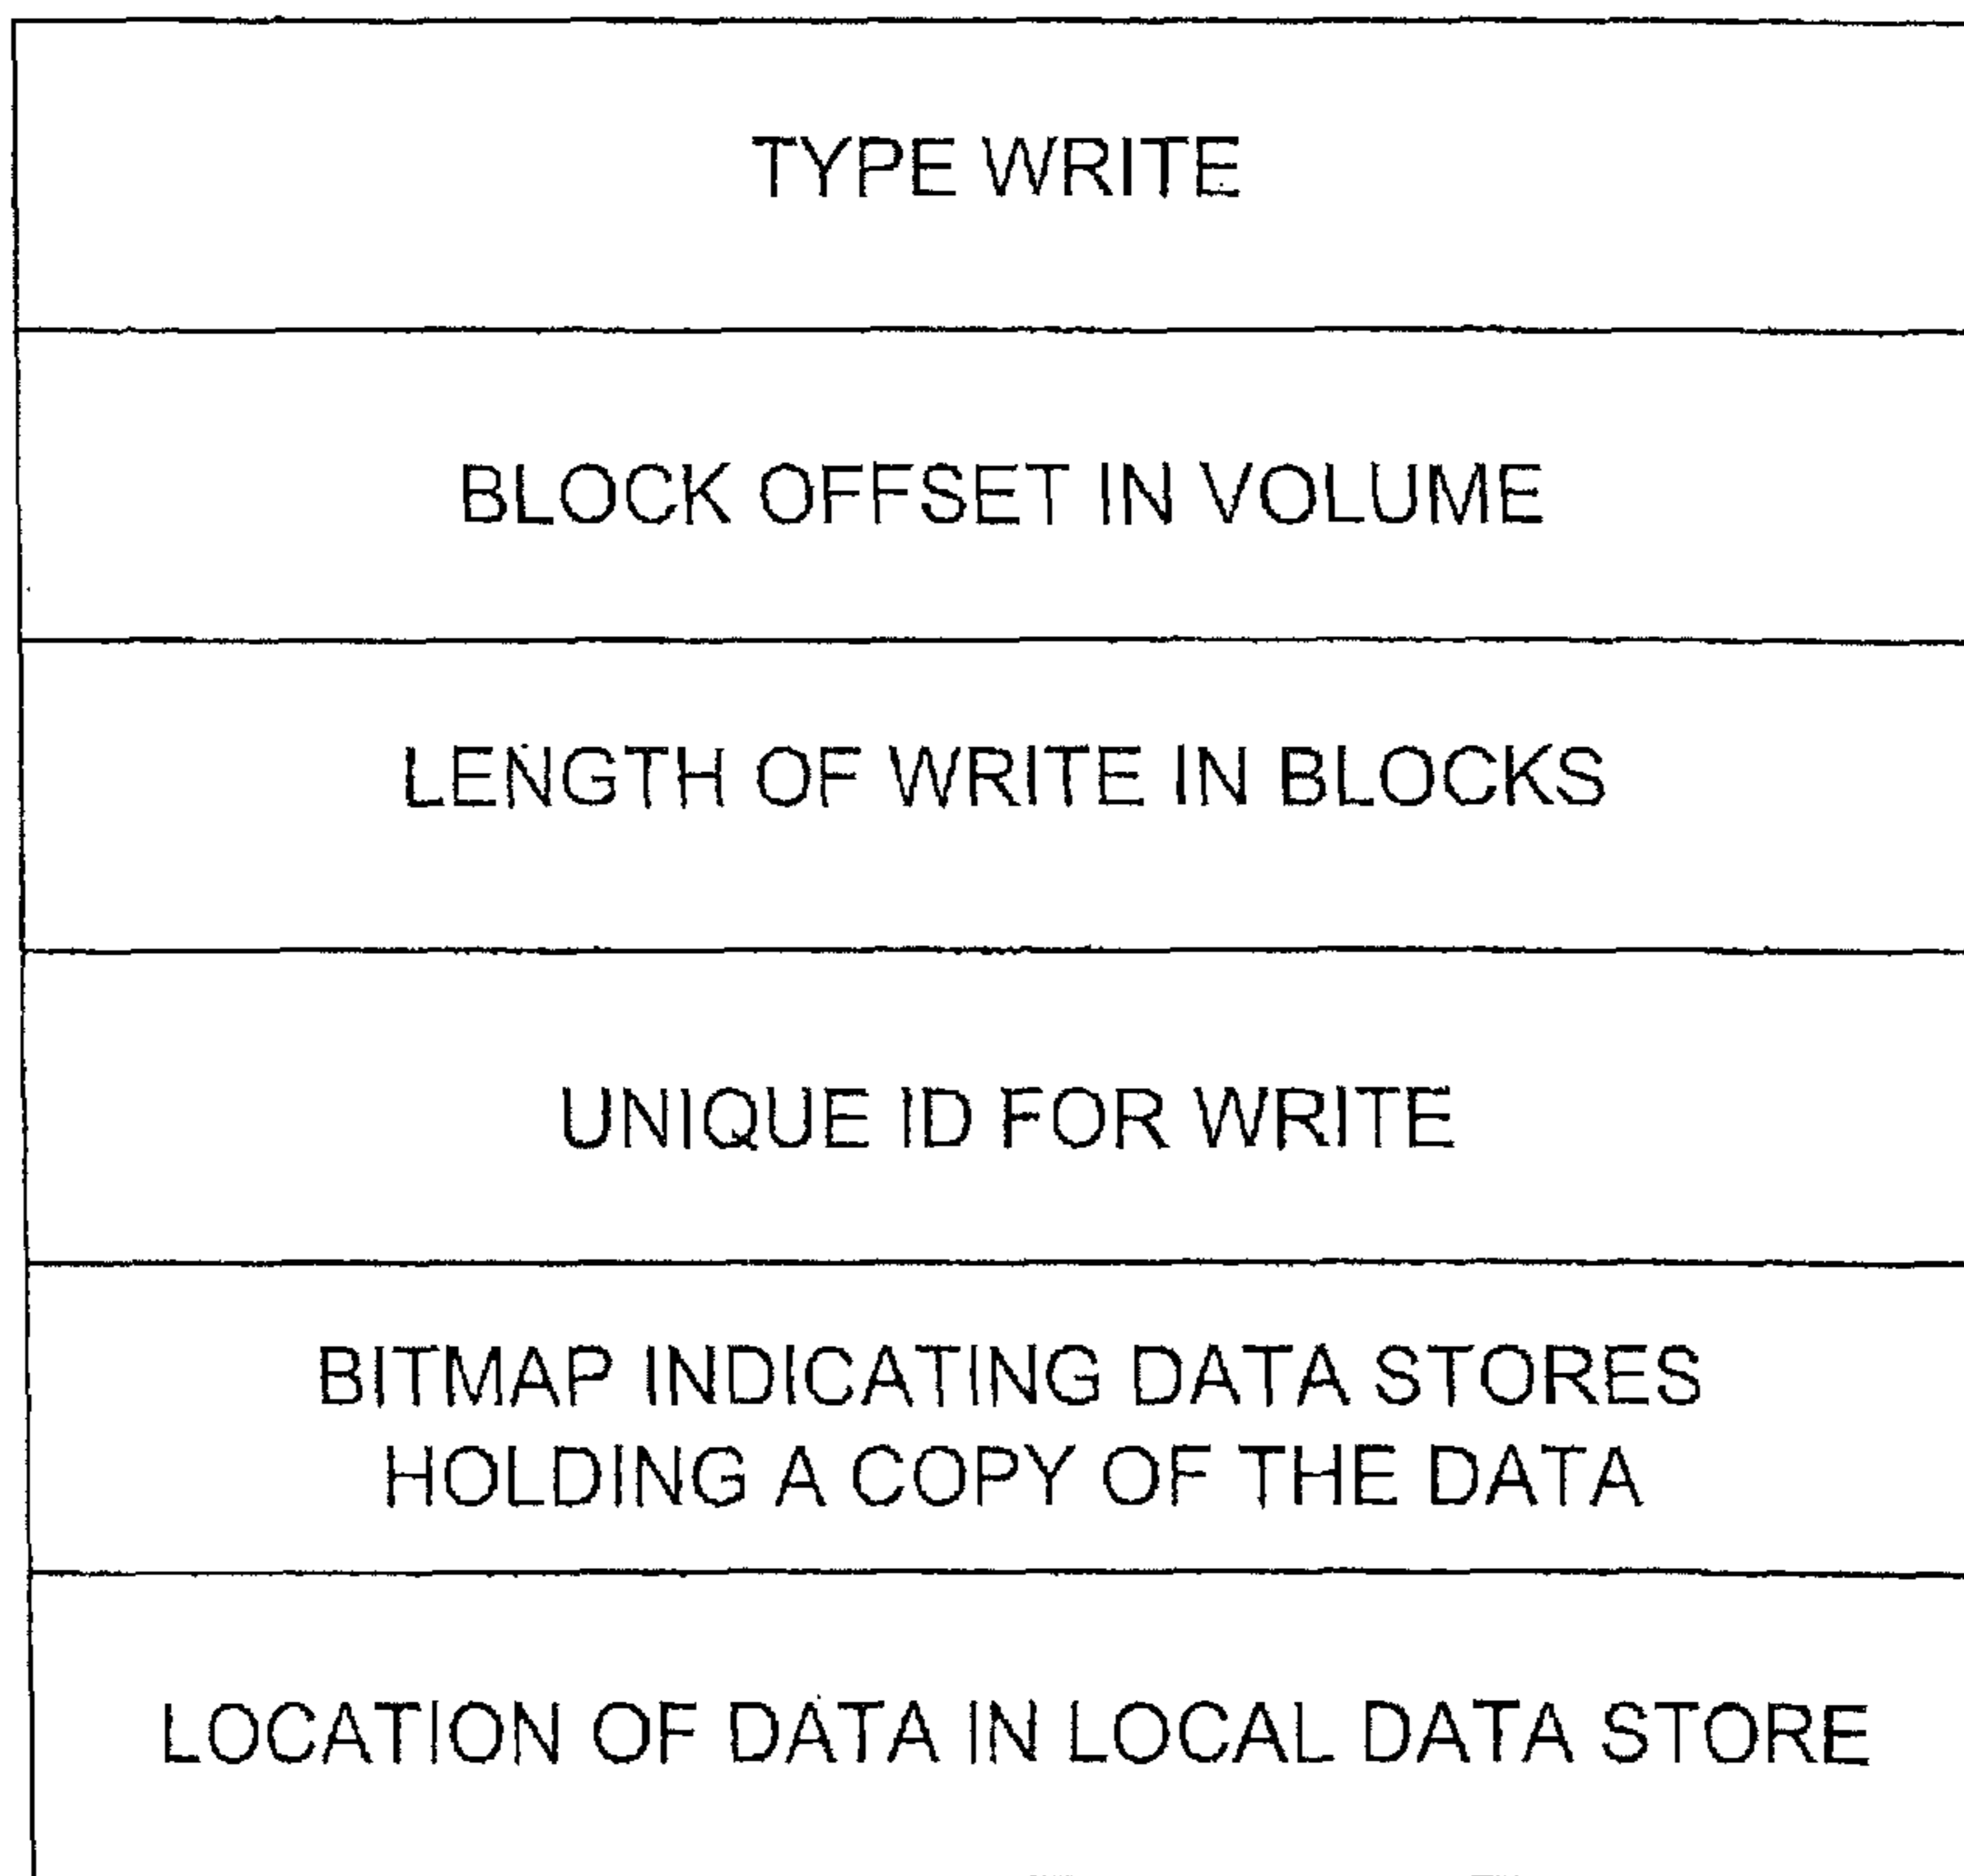 TYPE WRITE
BLOCK OFFSET IN VOLUME
LENGTH OF WRITE IN BLOCKS
UNIQUE ID FOR WRITE
BITMAP INDICATING DATA STORES
HOLDING A COPY OF THE DATA
LOCATION OF DATA IN LOCAL DATA STORE